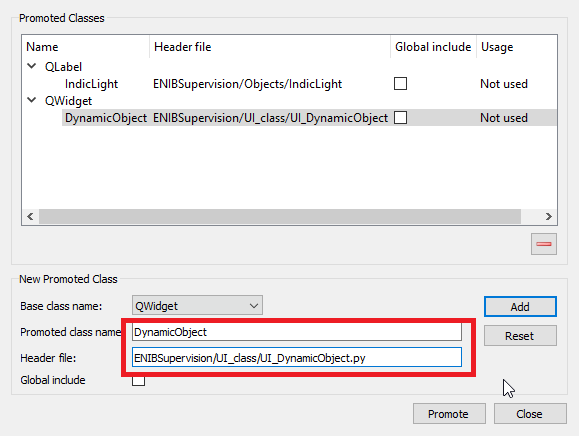 Promoted Classes
Name Header file Global include Usage
QLabel
IndicLight ENIBSupervision/Objects/IndicLight Not used
QWidget
DynamicObject ENIBSupervision/UI_class/UI_DynamicObject Not used
New Promoted Class
Base class name: QWidget Add
Promoted class name DynamicObject Reset
Header file: ENIBSupervision/UI_class/UI_DynamicObject.py
Global include
Promote Close